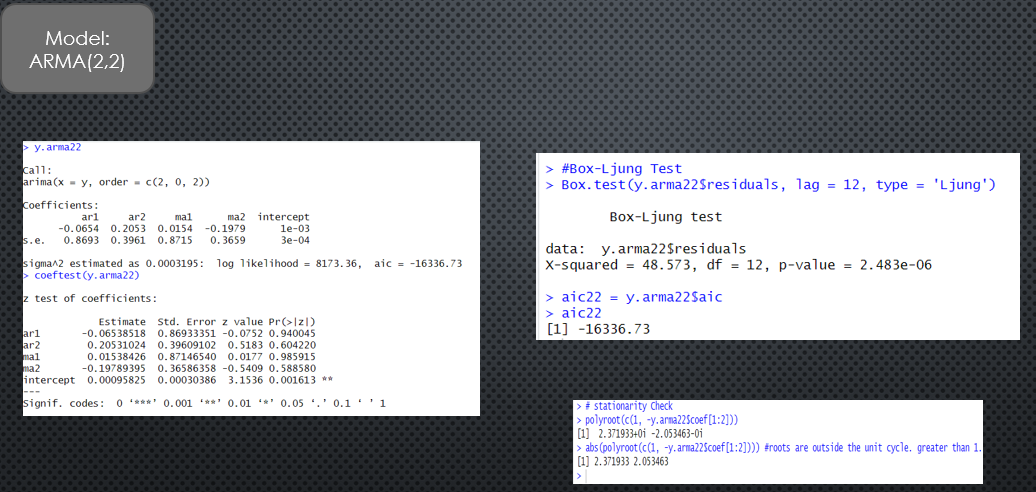 Model:
ARMA(2,2)
> y.arma22
Call:
arima(x = y, order = c(2, 0, 2))
Coefficients:
ar1 ar2 ma1 ma2 intercept
-0.0654 0.2053 0.0154 -0.1979 1e-03
s.e. 0.8693 0.3961 0.8715 0.3659 3e-04
sigma^2 estimated as 0.0003195: log likelihood = 8173.36, aic = -16336.73
> coeftest(y.arma22)
z test of coefficients:
Estimate Std. Error z value Pr(>|z|)
ar1 -0.06538518 0.86933351 -0.0752 0.940045
ar2 0.20531024 0.39609102 0.5183 0.604220
ma1 0.01538426 0.87146540 0.0177 0.985915
ma2 -0.19789395 0.36586358 -0.5409 0.588580
intercept 0.00095825 0.00030386 3.1536 0.001613 **
---
Signif. codes: 0 ‘***’ 0.001 ‘**’ 0.01 ‘*’ 0.05 ‘.’ 0.1 ‘ ’ 1
> #Box-Ljung Test
> Box.test(y.arma22$residuals, lag = 12, type = 'Ljung')
Box-Ljung test
data: y.arma22$residuals
X-squared = 48.573, df = 12, p-value = 2.483e-06
> aic22 = y.arma22$aic
> aic22
[1] -16336.73
> # stationarity Check
> polyroot(c(1, -y.arma22$coef[1:2]))
[1] 2.371933+0i -2.053463-0i
> abs(polyroot(c(1, -y.arma22$coef[1:2]))) #roots are outside the unit cycle. greater than 1.
[1] 2.371933 2.053463
>